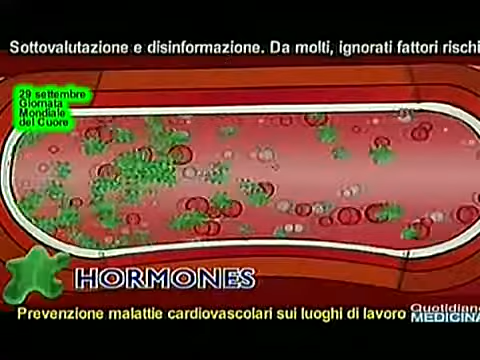 Sottovalutazione e disinformazione. Da molti, ignorati fattori rischi
29 settembre
Giornata
Mondiale
del Cuore
HORMONES
Prevenzione malattie cardiovascolari sui luoghi di lavoro
Quotidiano
MEDICINA